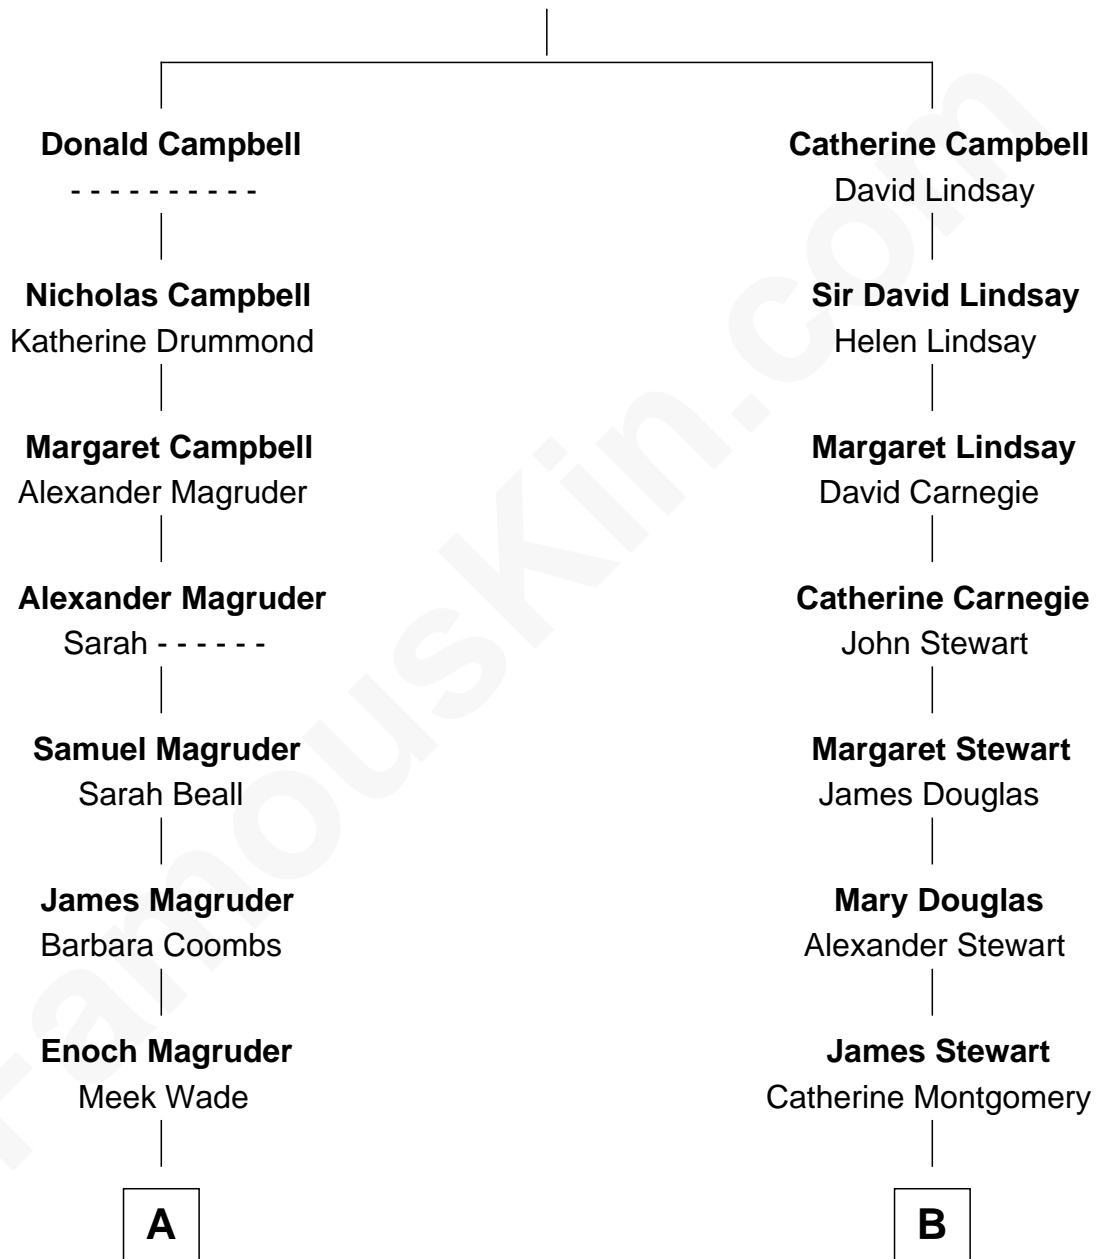 Donald Campbell
- - - - - - - - - -
Nicholas Campbell
Katherine Drummond
Margaret Campbell
Alexander Magruder
Alexander Magruder
Sarah - - - - - -
Samuel Magruder
Sarah Beall
James Magruder
Barbara Coombs
Enoch Magruder
Meek Wade
A
Catherine Campbell
David Lindsay
Sir David Lindsay
Helen Lindsay
Margaret Lindsay
David Carnegie
Catherine Carnegie
John Stewart
Margaret Stewart
James Douglas
Mary Douglas
Alexander Stewart
James Stewart
Catherine Montgomery
B
FamousKin.com